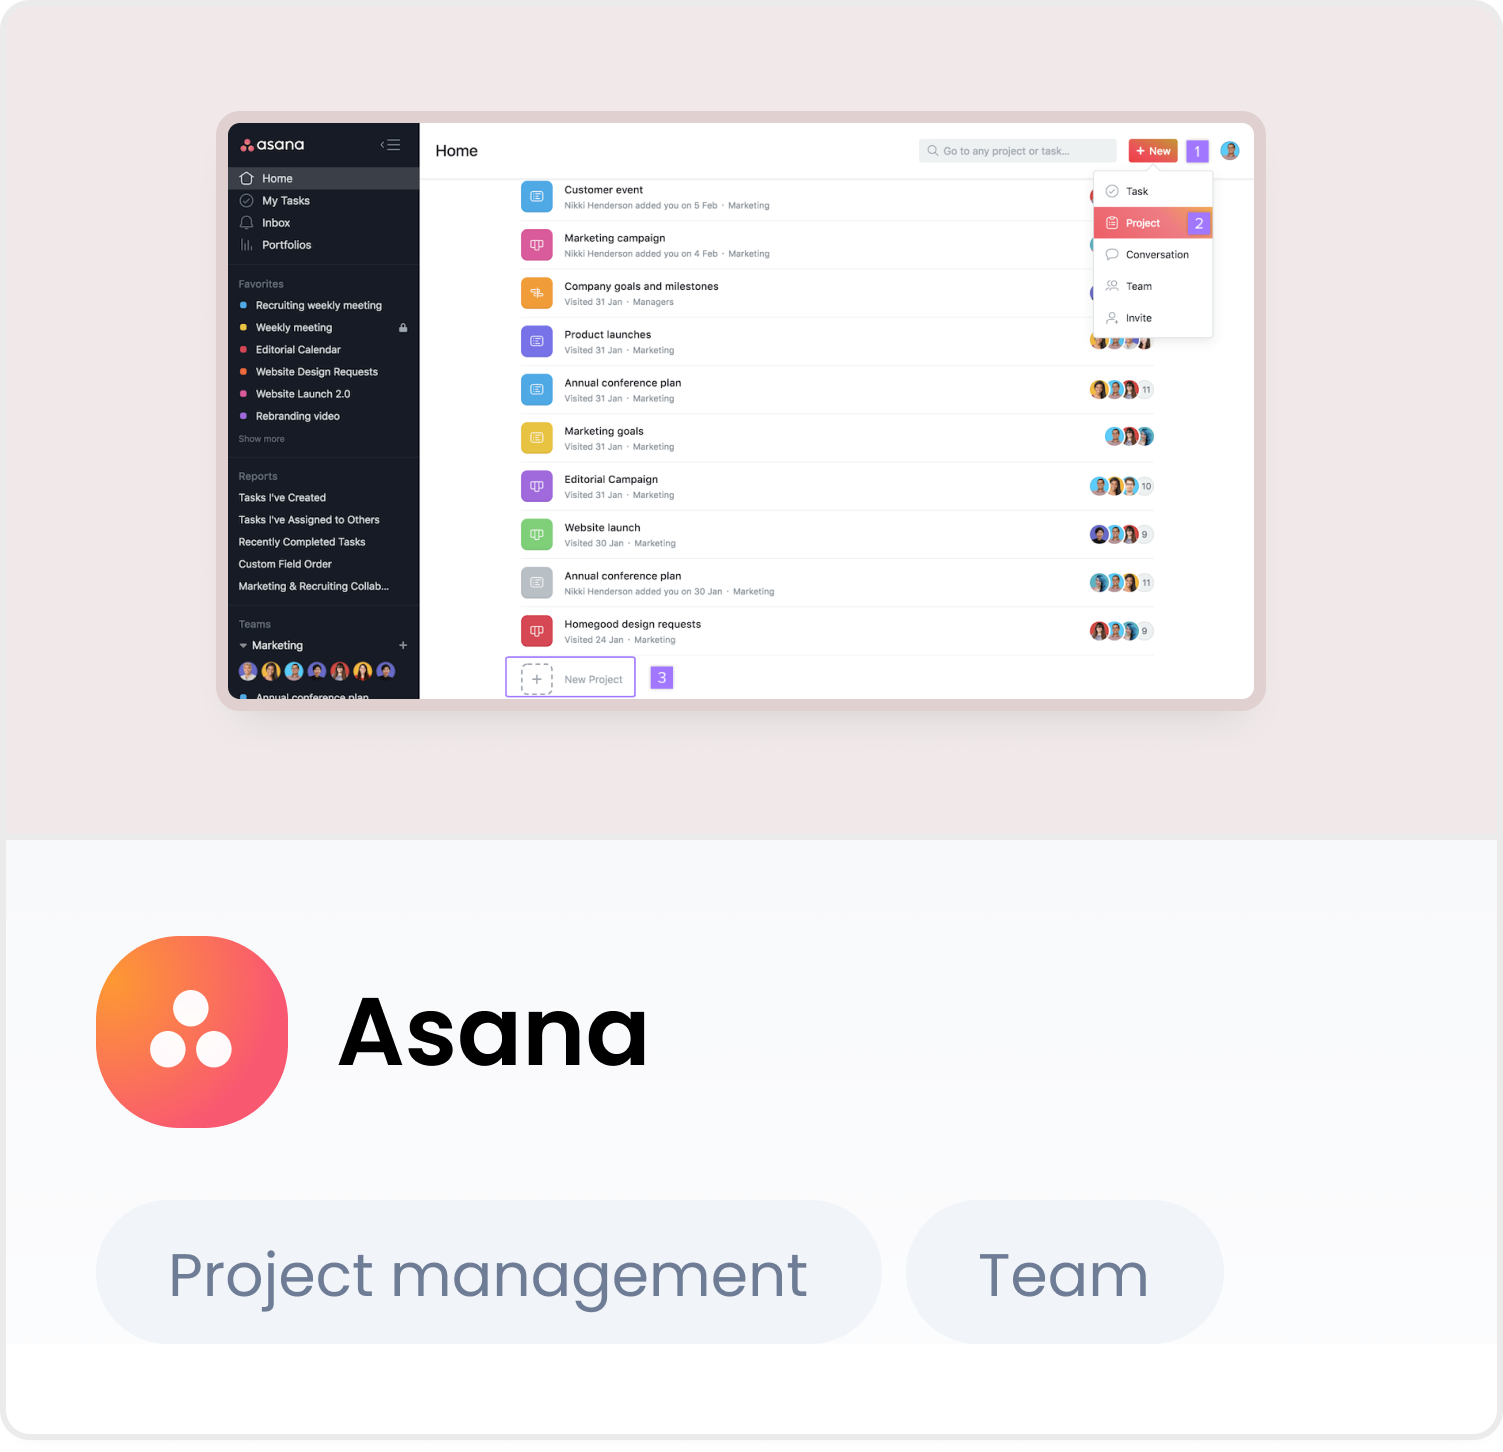 asana
Home
My Tasks
Inbox
Portfolios
Favorites
Recruiting weekly meeting
Weekly meeting
Editorial Calendar
Website Design Requests
Website Launch 2.0
Rebranding video
Show more
Reports
Tasks I've Created
Tasks I've Assigned to Others
Recently Completed Tasks
Custom Field Order
Marketing & Recruiting Collab...
Teams
Marketing +
Annual conference plan
Home
Go to any project or task...
+ New
1
Task
Project 2
Conversation
Team
Invite
Customer event
Nikki Henderson added you on 5 Feb · Marketing
Marketing campaign
Nikki Henderson added you on 4 Feb · Marketing
Company goals and milestones
Visited 31 Jan · Managers
Product launches
Visited 31 Jan · Marketing
Annual conference plan
Visited 31 Jan · Marketing
11
Marketing goals
Visited 31 Jan · Marketing
Editorial Campaign
Visited 31 Jan · Marketing
10
Website launch
Visited 30 Jan · Marketing
9
Annual conference plan
Nikki Henderson added you on 30 Jan · Marketing
11
Homegood design requests
Visited 24 Jan · Marketing
9
+ New Project
3
Asana
Project management
Team